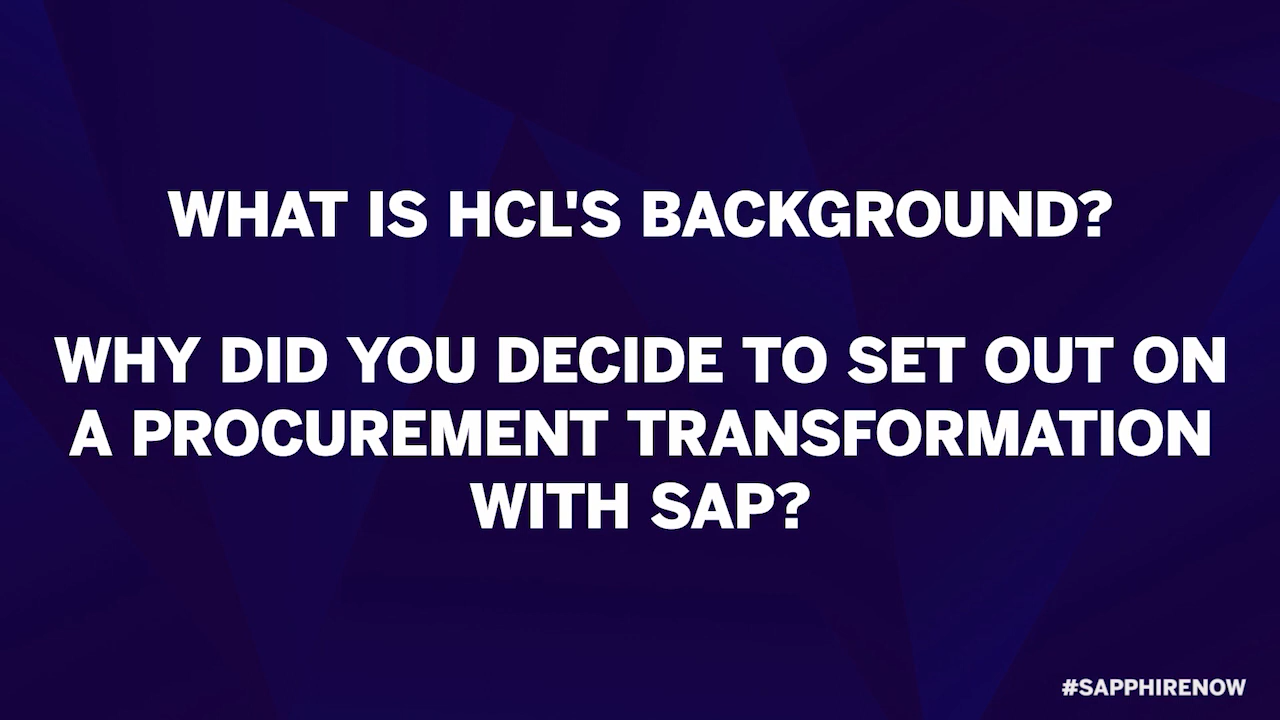 WHAT IS HCL'S BACKGROUND?
WHY DID YOU DECIDE TO SET OUT ON
A PROCUREMENT TRANSFORMATION
WITH SAP?
#SAPPHIRENOW